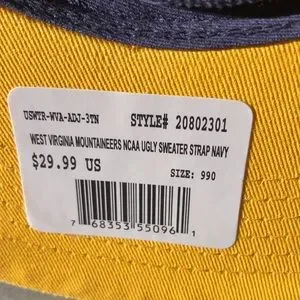 USWTR-WVA-ADJ-3TN STYLE# 20802301
WEST VIRGINIA MOUNTAINEERS NCAA UGLY SWEATER STRAP NAVY
$29.99 US SIZE: 990
7 68353 55096 1